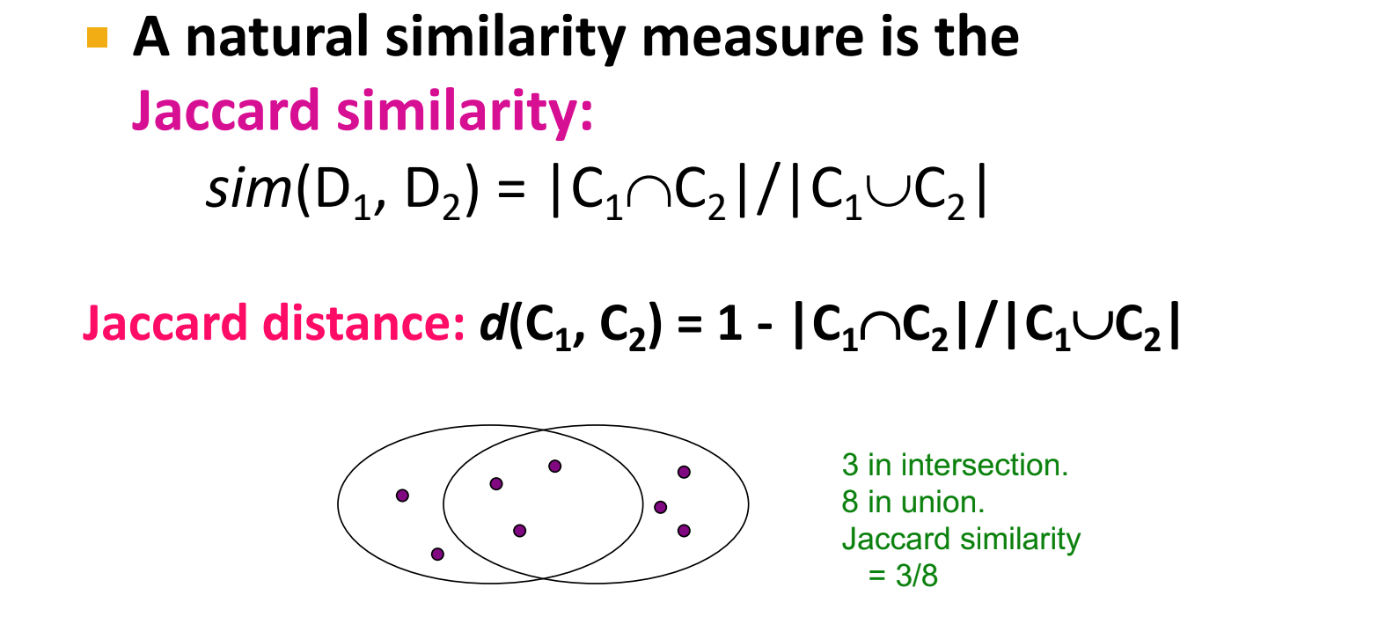 A natural similarity measure is the
Jaccard similarity:
sim(D₁, D₂) = |C₁∩C₂|/|C₁∪C₂|
Jaccard distance: d(C₁, C₂) = 1 - |C₁∩C₂|/|C₁∪C₂|
3 in intersection.
8 in union.
Jaccard similarity
= 3/8